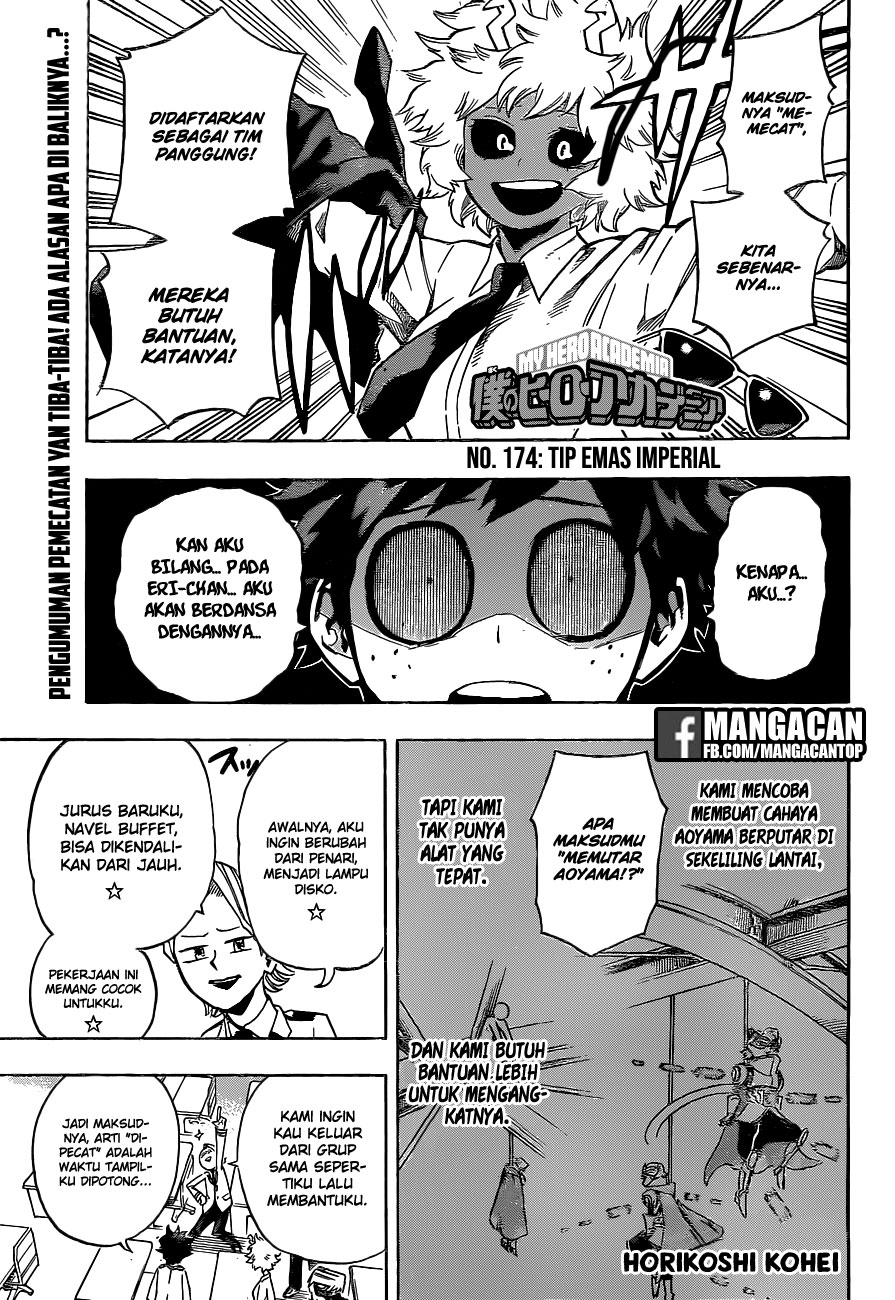 PENGUMUMAN PEMECATAN YAN TIBA-TIBA! ADA ALASAN APA DI BALIKNYA...?
MAKSUD-
NYA "ME-
MECAT",
KITA
SEBENAR-
NYA...
DIDAFTARKAN
SEBAGAI TIM
PANGGUNG!
MEREKA
BUTUH
BANTUAN,
KATANYA!
MY HERO ACADEMIA
僕のヒーローアカデミア
NO. 174: TIP EMAS IMPERIAL
KENAPA...
AKU...?
KAN AKU
BILANG... PADA
ERI-CHAN... AKU
AKAN BERDANSA
DENGANNYA...
MANGACAN
FB.COM/MANGACANTOP
KAMI MENCOBA
MEMBUAT CAHAYA
AOYAMA BERPUTAR DI
SEKELILING LANTAI,
APA
MAKSUDMU
"MEMUTAR
AOYAMA!?"
TAPI KAMI
TAK PUNYA
ALAT YANG
TEPAT.
DAN KAMI BUTUH
BANTUAN LEBIH
UNTUK MENGANG-
KATNYA.
HORIKOSHI KOHEI
スッ
AWALNYA, AKU
INGIN BERUBAH
DARI PENARI,
MENJADI LAMPU
DISKO.
☆
JURUS BARUKU,
NAVEL BUFFET,
BISA DIKENDALI-
KAN DARI JAUH.
☆
PEKERJAAN INI
MEMANG COCOK
UNTUKKU.
☆
KAMI INGIN
KAU KELUAR
DARI GRUP
SAMA SEPER-
TIKU LALU
MEMBANTUKU.
JADI MAKSUD-
NYA, ARTI "DI-
PECAT" ADALAH
WAKTU TAMPIL-
KU DIPOTONG...